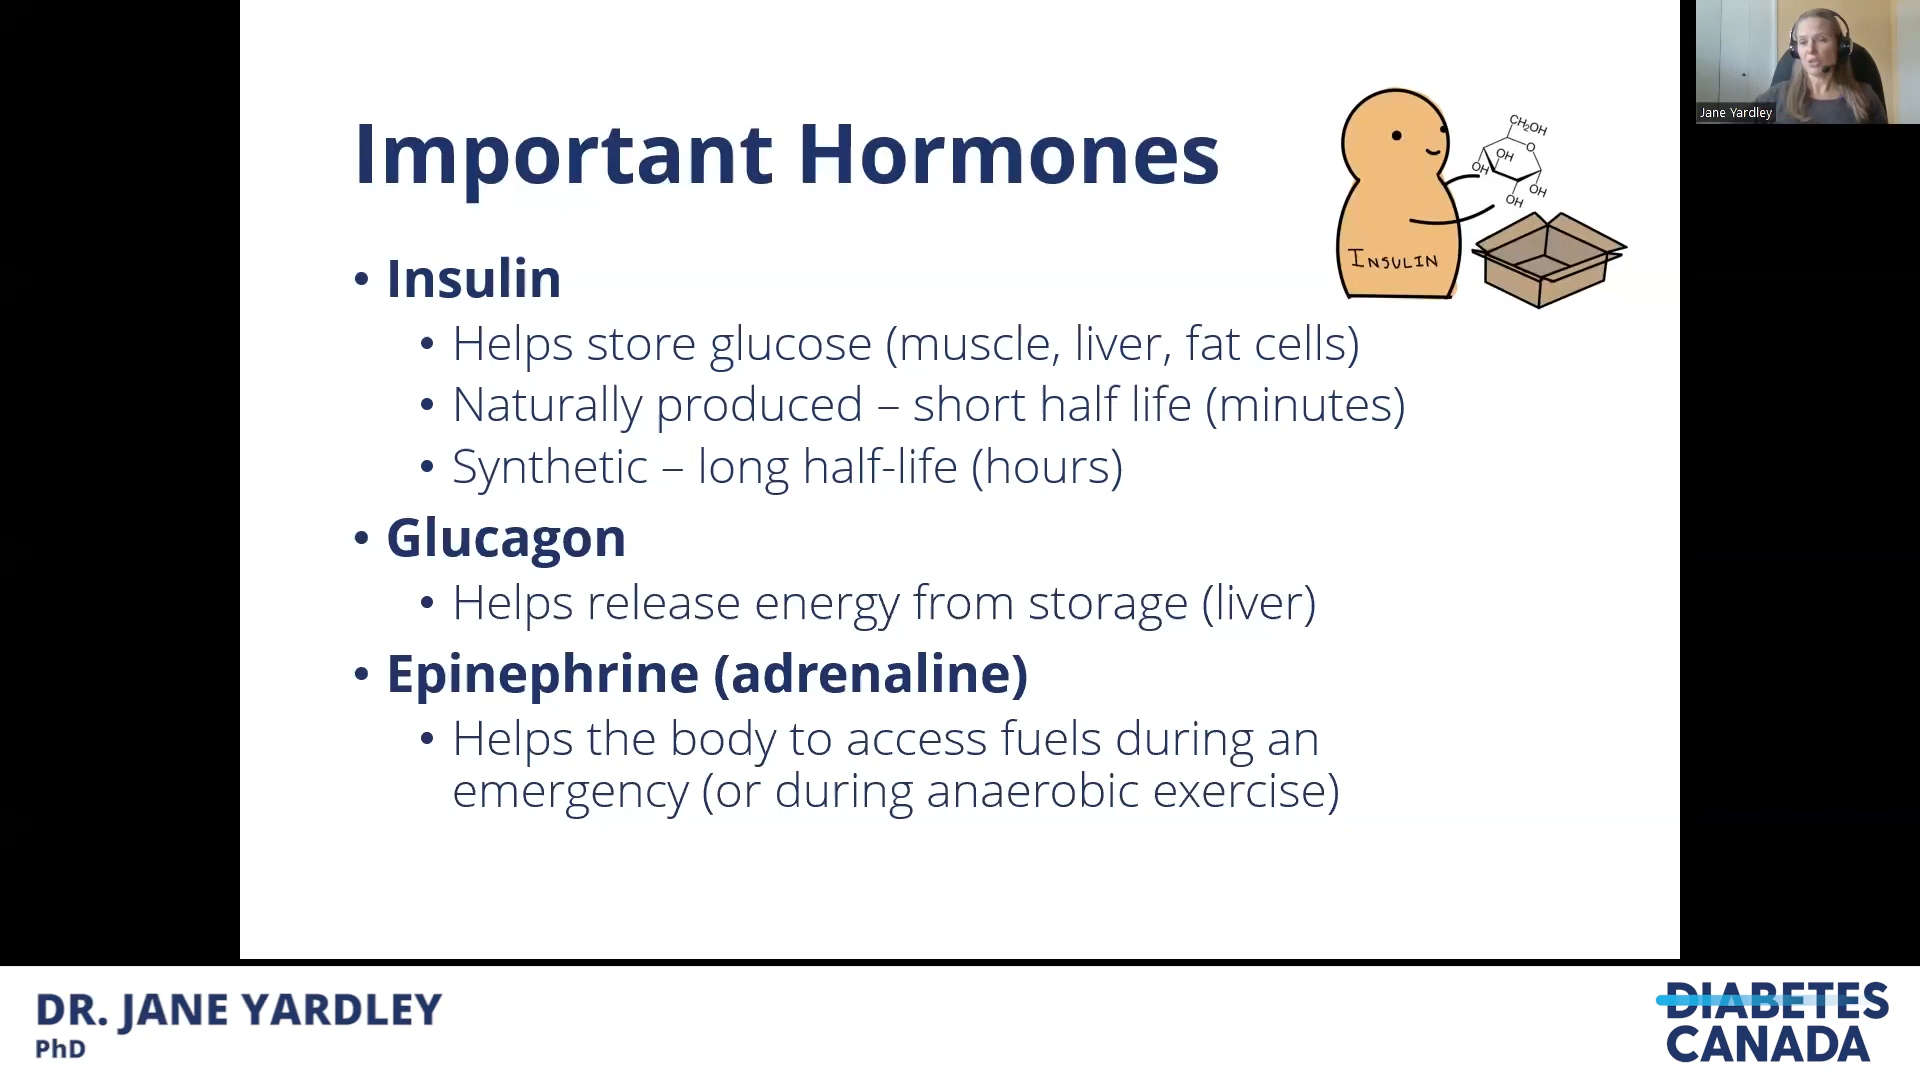 Important Hormones
CH₂OH
O
OH
OH
OH
OH
INSULIN
• Insulin
• Helps store glucose (muscle, liver, fat cells)
• Naturally produced – short half life (minutes)
• Synthetic – long half-life (hours)
• Glucagon
• Helps release energy from storage (liver)
• Epinephrine (adrenaline)
• Helps the body to access fuels during an
emergency (or during anaerobic exercise)
Jane Yardley
DR. JANE YARDLEY
PhD
DIABETES
CANADA